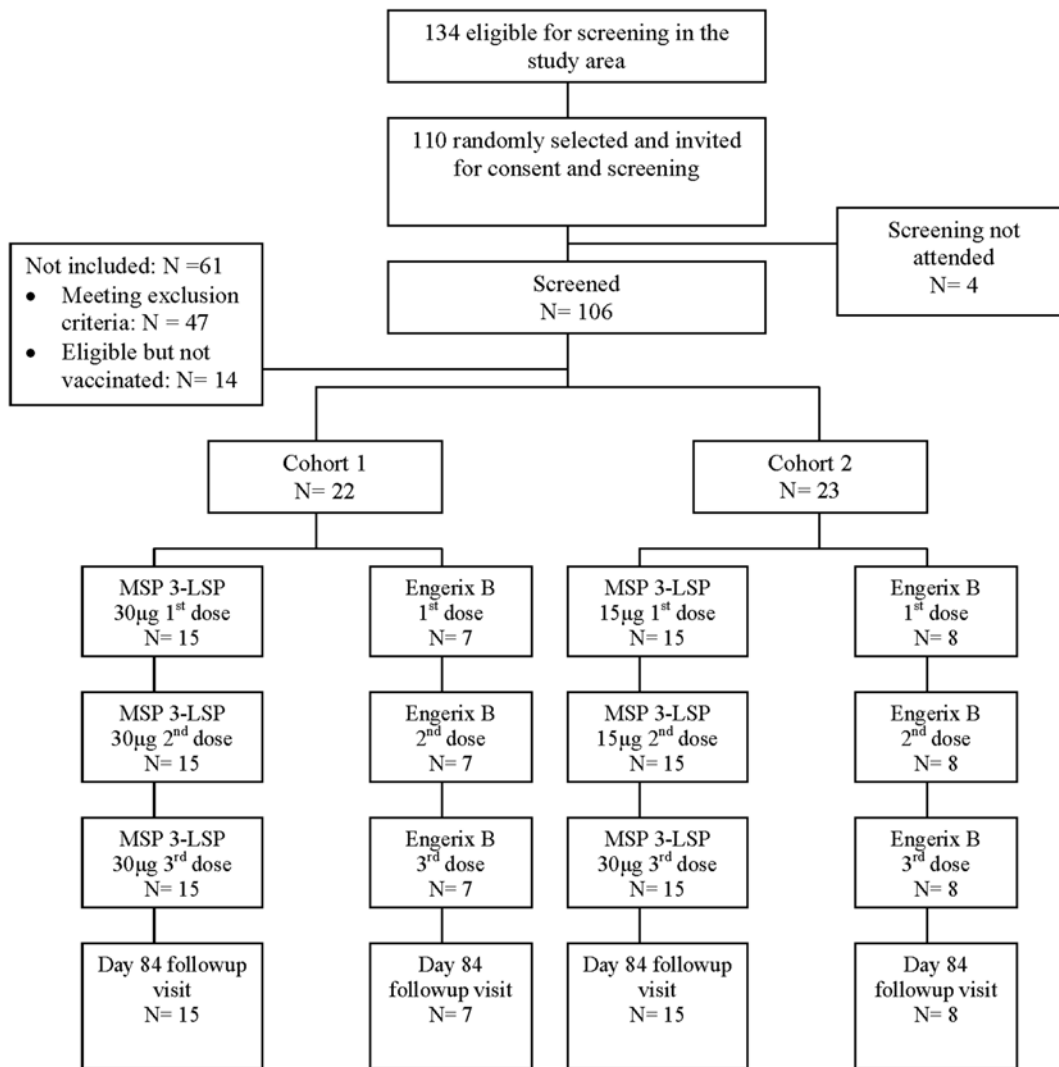 134 eligible for screening in the
study area
110 randomly selected and invited
for consent and screening
Screening not
attended
N= 4
Not included: N =61
• Meeting exclusion
criteria: N = 47
• Eligible but not
vaccinated: N= 14
Screened
N= 106
Cohort 1
N= 22
Cohort 2
N= 23
MSP 3-LSP
30µg 1st dose
N= 15
Engerix B
1st dose
N= 7
MSP 3-LSP
15µg 1st dose
N= 15
Engerix B
1st dose
N= 8
MSP 3-LSP
30µg 2nd dose
N= 15
Engerix B
2nd dose
N= 7
MSP 3-LSP
15µg 2nd dose
N= 15
Engerix B
2nd dose
N= 8
MSP 3-LSP
30µg 3rd dose
N= 15
Engerix B
3rd dose
N= 7
MSP 3-LSP
30µg 3rd dose
N= 15
Engerix B
3rd dose
N= 8
Day 84 followup
visit
N= 15
Day 84
followup visit
N= 7
Day 84 followup
visit
N= 15
Day 84
followup visit
N= 8